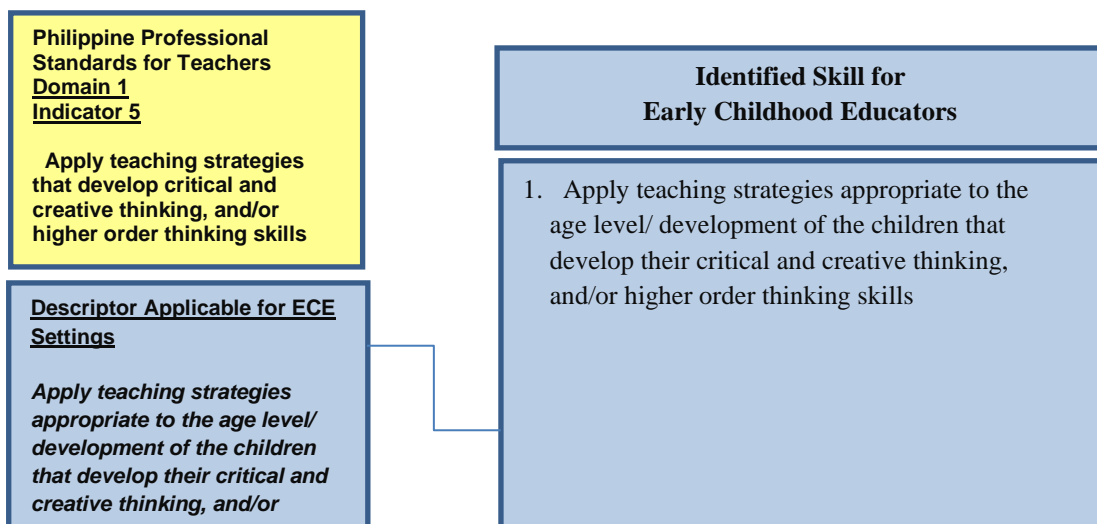 Philippine Professional
Standards for Teachers
Domain 1
Indicator 5
Apply teaching strategies
that develop critical and
creative thinking, and/or
higher order thinking skills
Descriptor Applicable for ECE
Settings
Apply teaching strategies
appropriate to the age level/
development of the children
that develop their critical and
creative thinking, and/or
Identified Skill for
Early Childhood Educators
1. Apply teaching strategies appropriate to the
age level/ development of the children that
develop their critical and creative thinking,
and/or higher order thinking skills